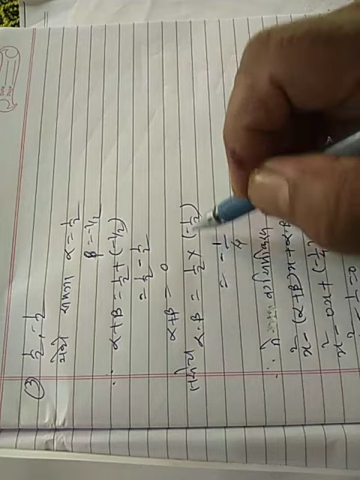 ③ 1/2, -1/2
α = 1/2
β = -1/2
∴ α+β = 1/2 + (-1/2)
= 1/2 - 1/2
α+β = 0
α.β = 1/2 × (-1/2)
= -1/4
x² - (α+β)x + α.β
x² - 0x + (-1/4)
x² - 1/4 = 0